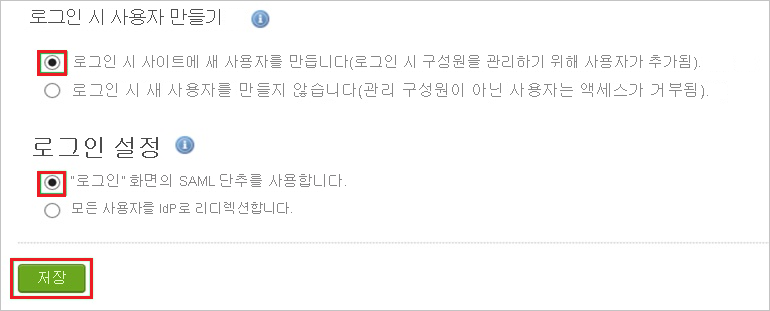 로그인 시 사용자 만들기
로그인 시 사이트에 새 사용자를 만듭니다(로그인 시 구성원을 관리하기 위해 사용자가 추가됨).
로그인 시 새 사용자를 만들지 않습니다(관리 구성원이 아닌 사용자는 액세스가 거부됨).
로그인 설정
"로그인" 화면의 SAML 단추를 사용합니다.
모든 사용자를 IdP로 리디렉션합니다.
저장